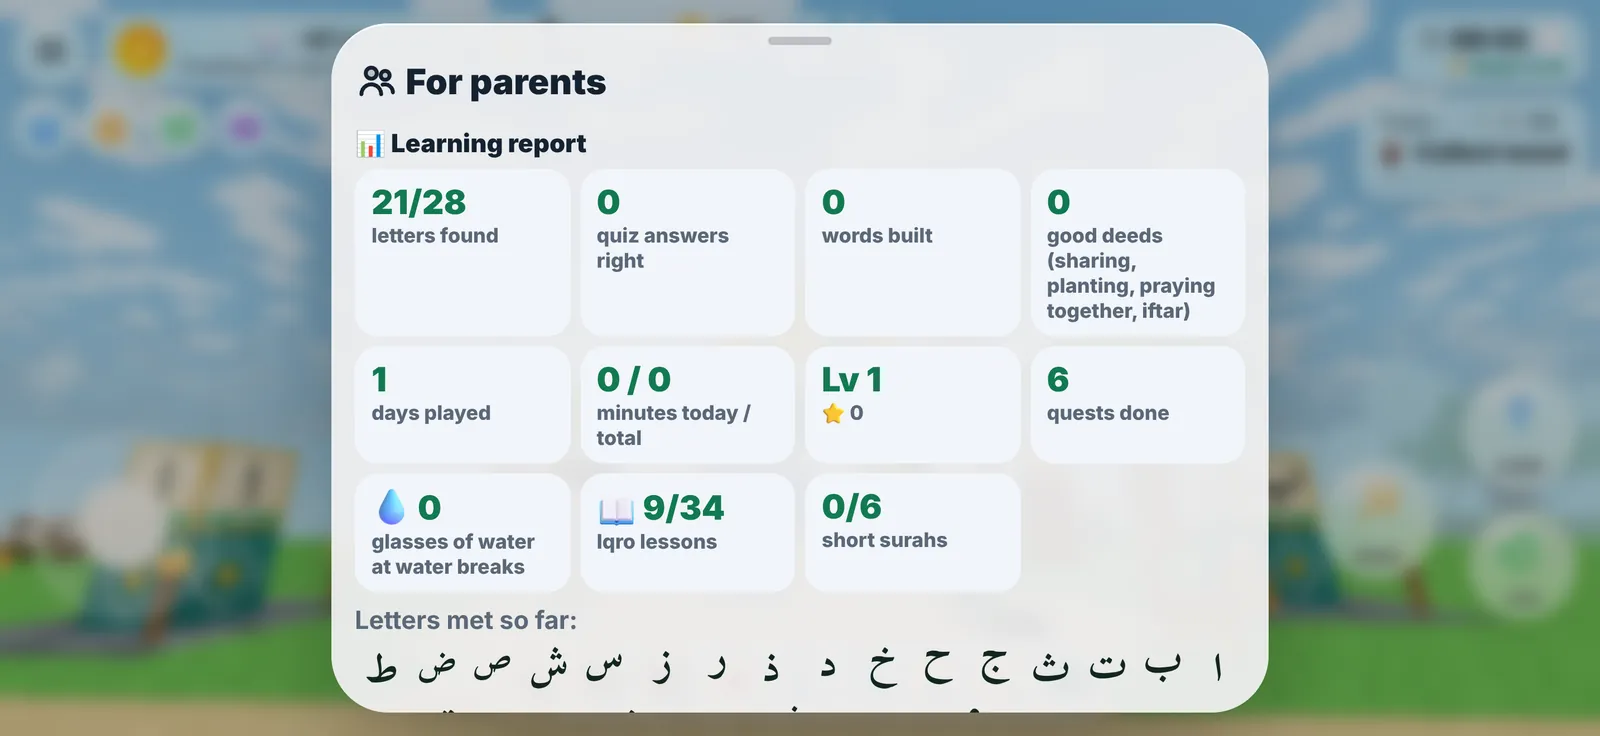 For parents
Learning report
21/28
letters found
0
quiz answers
right
0
words built
0
good deeds
(sharing,
planting, praying
together, iftar)
1
days played
0 / 0
minutes today /
total
Lv 1
0
6
quests done
0
glasses of water
at water breaks
9/34
Iqro lessons
0/6
short surahs
Letters met so far:
ا ب ت ث ج ح خ د ذ ر ز س ش ص ض ط